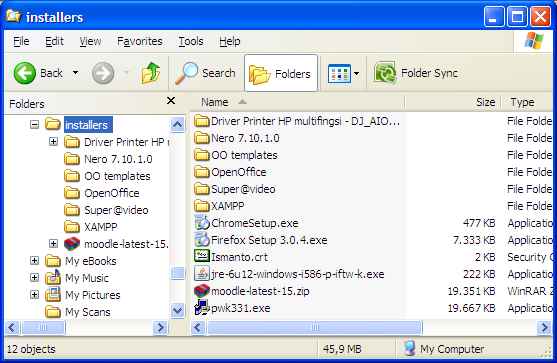 installers
File Edit View Favorites Tools Help
Back Search Folders Folder Sync
Folders
installers
Driver Printer HP m
Nero 7.10.1.0
OO templates
OpenOffice
Super@video
XAMPP
moodle-latest-15.
My eBooks
My Music
My Pictures
My Scans
Name Size Type
Driver Printer HP multifingsi - DJ_AIO... File Folder
Nero 7.10.1.0 File Folder
OO templates File Folder
OpenOffice File Folder
Super@video File Folder
XAMPP File Folder
ChromeSetup.exe 477 KB Applicatio
Firefox Setup 3.0.4.exe 7.333 KB Applicatio
Ismanto.crt 2 KB Security C
jre-6u12-windows-i586-p-iftw-k.exe 222 KB Applicatio
moodle-latest-15.zip 19.351 KB WinRAR Z
pwk331.exe 19.667 KB Applicatio
12 objects 45,9 MB My Computer